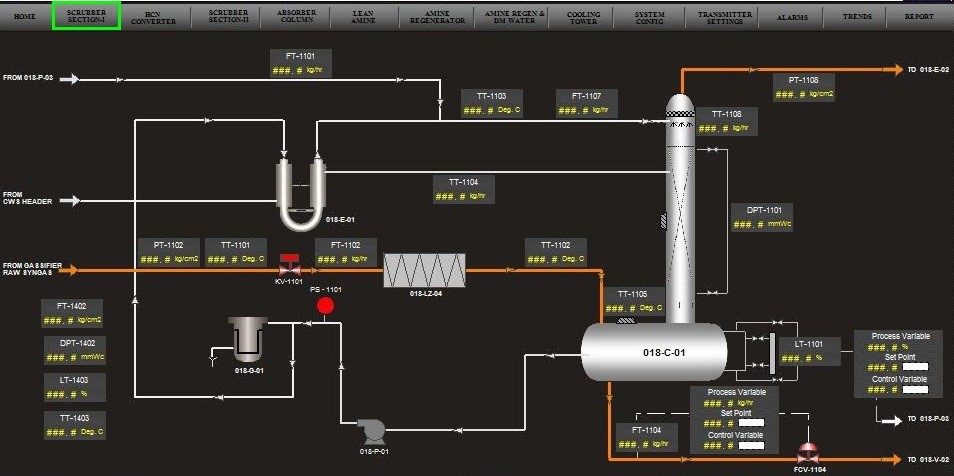 HOME
SCRUBBER
SECTION-I
HCN
CONVERTER
SCRUBBER
SECTION-II
ABSORBER
COLUMN
LEAN
AMINE
AMINE
REGENERATOR
AMINE REGEN &
DM WATER
COOLING
TOWER
SYSTEM
CONFIG
TRANSMITTER
SETTINGS
ALARMS
TRENDS
REPORT
FROM 018-P-03
FT-1101
###. # kg/hr
TT-1103
###. # Deg. C
FT-1107
###. # kg/hr
PT-1108
###. # kg/cm2
TO 018-E-02
TT-1108
###. # kg/hr
FROM
CWS HEADER
018-E-01
TT-1104
###. # kg/hr
DPT-1101
###. # mmWc
FROM GASSIFIER
RAW SYNGAS
PT-1102
###. # kg/cm2
TT-1101
###. # Deg. C
KV-1101
FT-1102
###. # kg/hr
018-LZ-04
TT-1102
###. # Deg. C
TT-1105
###. # Deg. C
PS - 1101
FT-1402
###. # kg/cm2
DPT-1402
###. # mmWc
LT-1403
###. # %
TT-1403
###. # Deg. C
018-G-01
018-P-01
018-C-01
LT-1101
###. # %
Process Variable
###. # %
Set Point
###. #
Control Variable
###. #
TO 018-P-03
Process Variable
###. # kg/hr
Set Point
###. #
Control Variable
###. #
FT-1104
###. # kg/hr
FCV-1104
TO 018-V-02